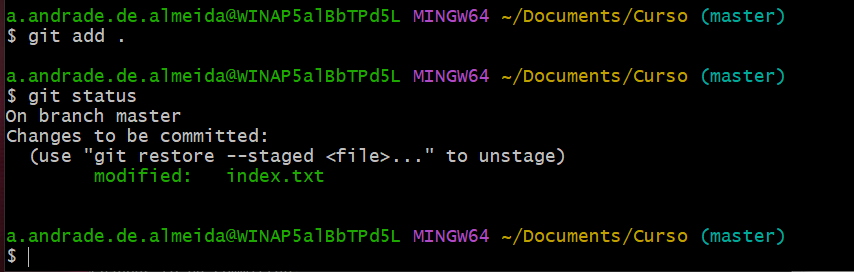 a.andrade.de.almeida@WINAP5alBbTPd5L MINGW64 ~/Documents/Curso (master)
$ git add .
a.andrade.de.almeida@WINAP5alBbTPd5L MINGW64 ~/Documents/Curso (master)
$ git status
On branch master
Changes to be committed:
  (use "git restore --staged <file>..." to unstage)
        modified:   index.txt
a.andrade.de.almeida@WINAP5alBbTPd5L MINGW64 ~/Documents/Curso (master)
$